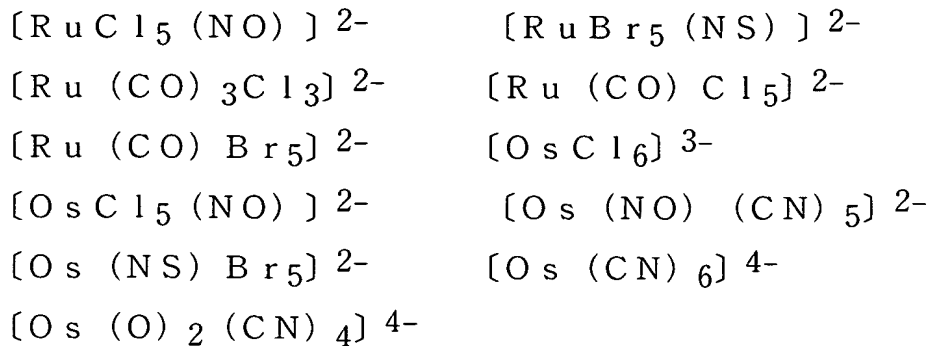 〔RuCl5(NO)〕2- 〔RuBr5(NS)〕2-
〔Ru(CO)3Cl3〕2- 〔Ru(CO)Cl5〕2-
〔Ru(CO)Br5〕2- 〔OsCl6〕3-
〔OsCl5(NO)〕2- 〔Os(NO)(CN)5〕2-
〔Os(NS)Br5〕2- 〔Os(CN)6〕4-
〔Os(O)2(CN)4〕4-